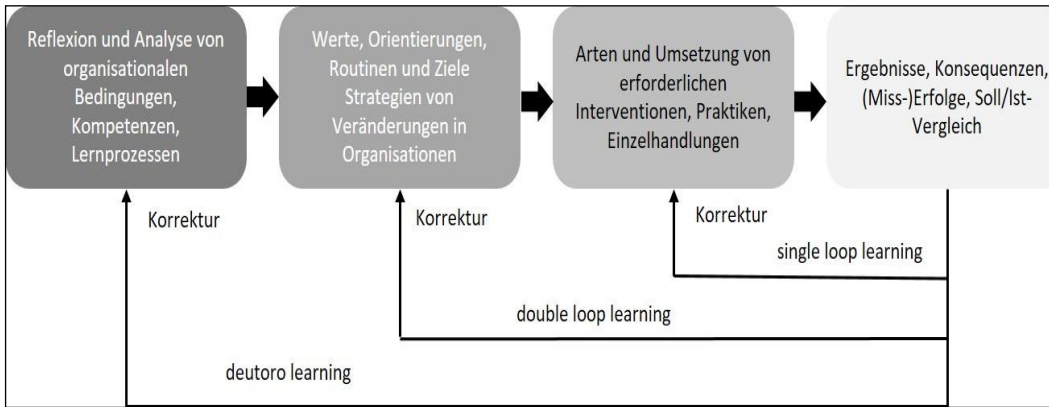 Reflexion und Analyse von
organisationalen
Bedingungen,
Kompetenzen,
Lernprozessen
Werte, Orientierungen,
Routinen und Ziele
Strategien von
Veränderungen in
Organisationen
Arten und Umsetzung von
erforderlichen
Interventionen, Praktiken,
Einzelhandlungen
Ergebnisse, Konsequenzen,
(Miss-)Erfolge, Soll/Ist-
Vergleich
Korrektur
Korrektur
Korrektur
single loop learning
double loop learning
deutoro learning